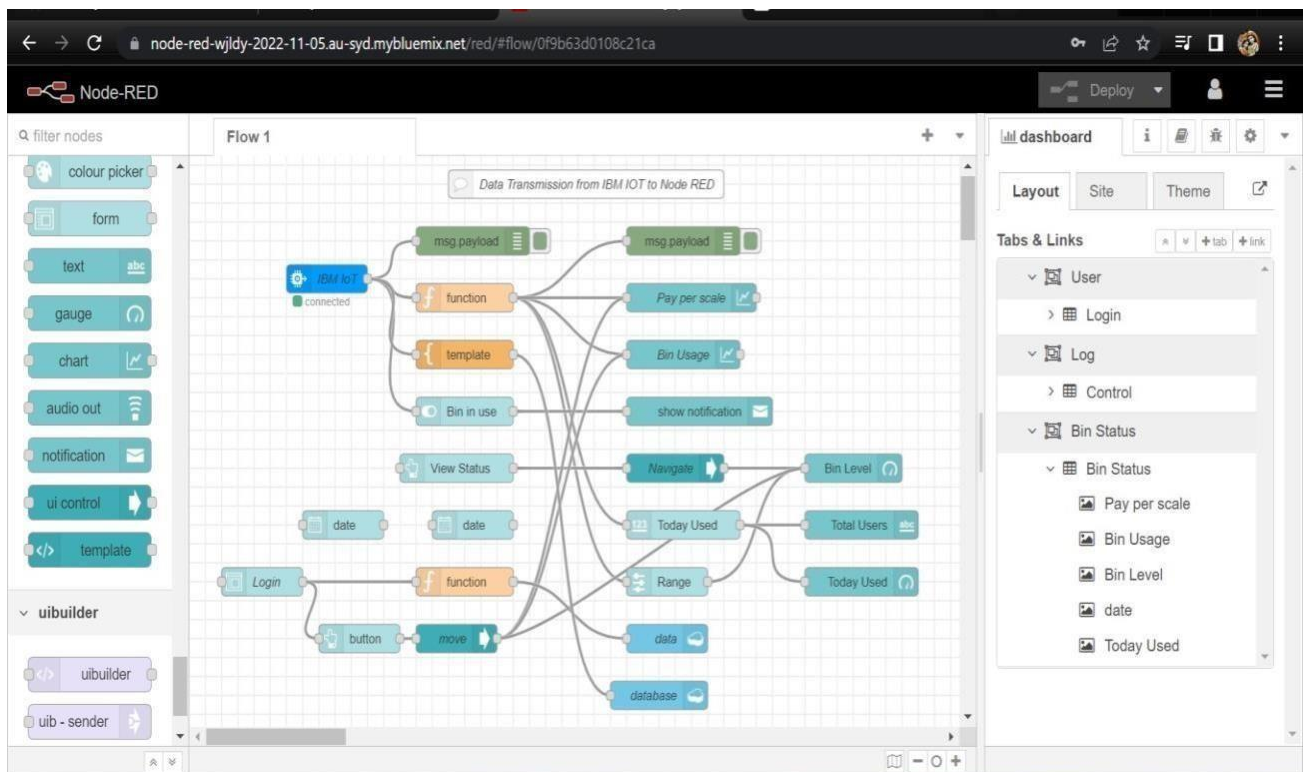 node-red-wjldy-2022-11-05.au-syd.mybluemix.net/red/#flow/0f9b63d0108c21ca
Node-RED
Deploy
filter nodes
colour picker
form
text
abc
gauge
chart
audio out
notification
ui control
template
uibuilder
uibuilder
uib - sender
Flow 1
Data Transmission from IBM IOT to Node RED
msg.payload
msg.payload
IBM IoT
connected
function
Pay per scale
template
Bin Usage
Bin in use
show notification
View Status
Navigate
Bin Level
date
date
123
Today Used
Total Users
abc
Login
function
Range
Today Used
button
move
data
database
dashboard
i
Layout
Site
Theme
Tabs & Links
+ tab
+ link
User
Login
Log
Control
Bin Status
Bin Status
Pay per scale
Bin Usage
Bin Level
date
Today Used